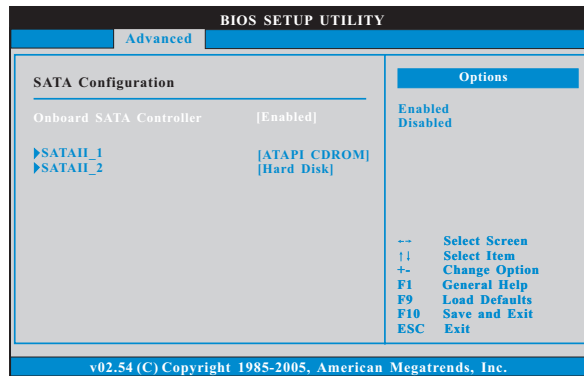 BIOS SETUP UTILITY
Advanced
SATA Configuration
Onboard SATA Controller [Enabled]
SATAII_1 [ATAPI CDROM]
SATAII_2 [Hard Disk]
Options
Enabled
Disabled
←→ Select Screen
↑↓ Select Item
+- Change Option
F1 General Help
F9 Load Defaults
F10 Save and Exit
ESC Exit
v02.54 (C) Copyright 1985-2005, American Megatrends, Inc.